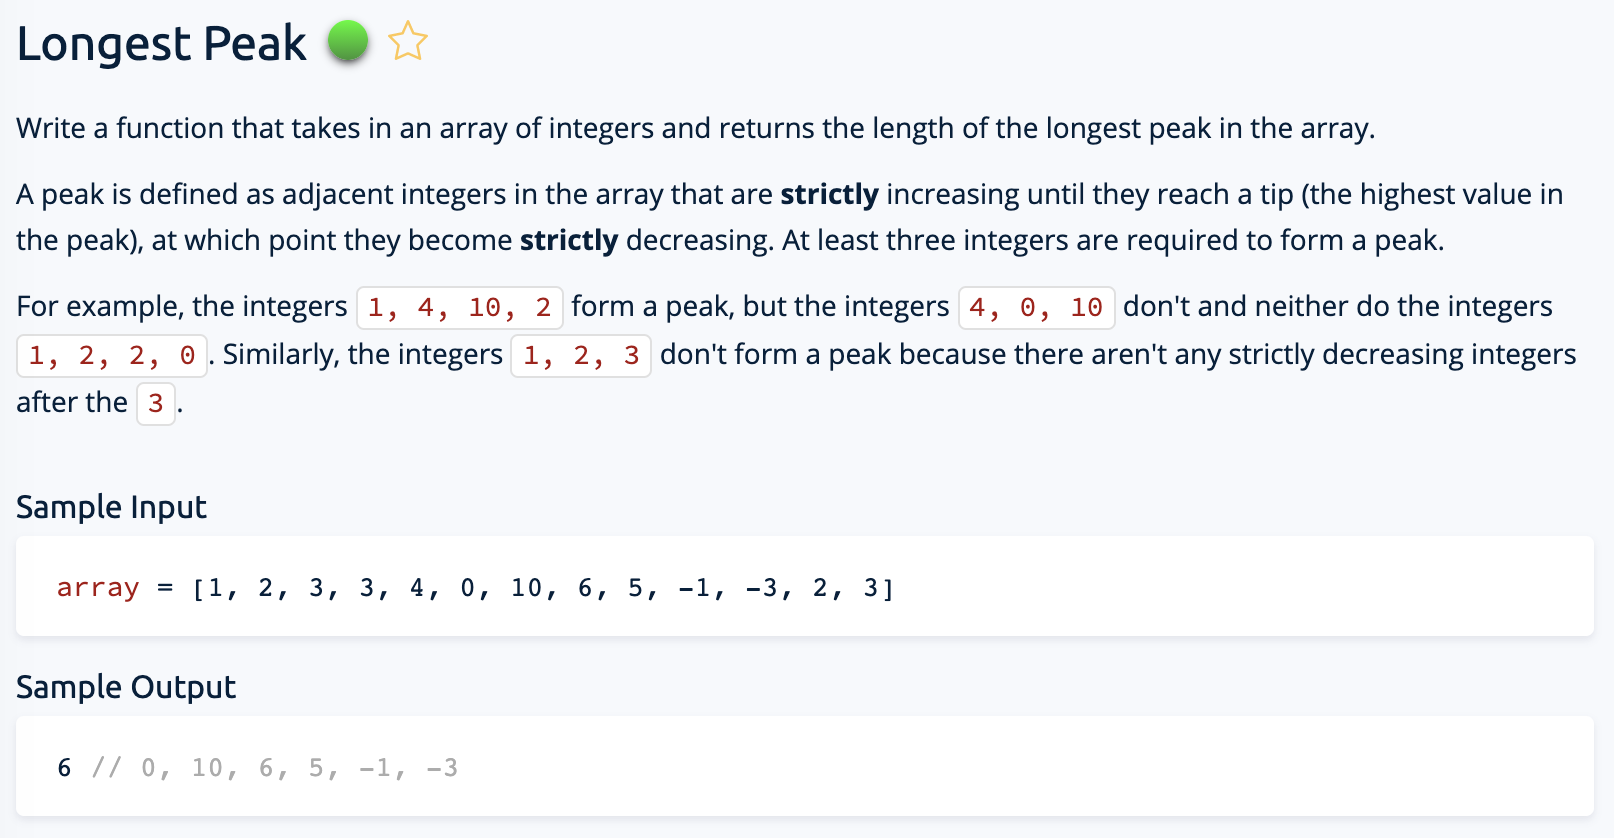 Longest Peak
Write a function that takes in an array of integers and returns the length of the longest peak in the array.
A peak is defined as adjacent integers in the array that are strictly increasing until they reach a tip (the highest value in
the peak), at which point they become strictly decreasing. At least three integers are required to form a peak.
For example, the integers 1, 4, 10, 2 form a peak, but the integers 4, 0, 10 don't and neither do the integers
1, 2, 2, 0. Similarly, the integers 1, 2, 3 don't form a peak because there aren't any strictly decreasing integers
after the 3.
Sample Input
array = [1, 2, 3, 3, 4, 0, 10, 6, 5, -1, -3, 2, 3]
Sample Output
6 // 0, 10, 6, 5, -1, -3